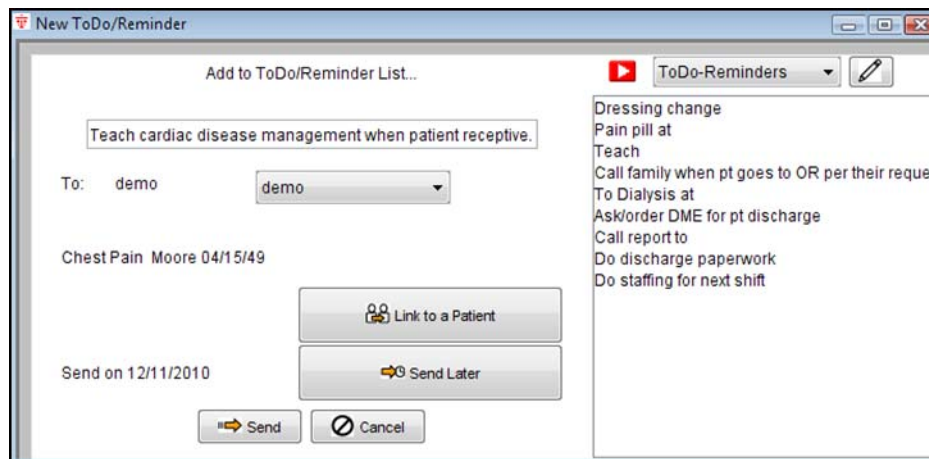 New ToDo/Reminder
Add to ToDo/Reminder List...
ToDo-Reminders
Teach cardiac disease management when patient receptive.
To: demo demo
Chest Pain Moore 04/15/49
Link to a Patient
Send on 12/11/2010
Send Later
Send Cancel
Dressing change
Pain pill at
Teach
Call family when pt goes to OR per their reque
To Dialysis at
Ask/order DME for pt discharge
Call report to
Do discharge paperwork
Do staffing for next shift